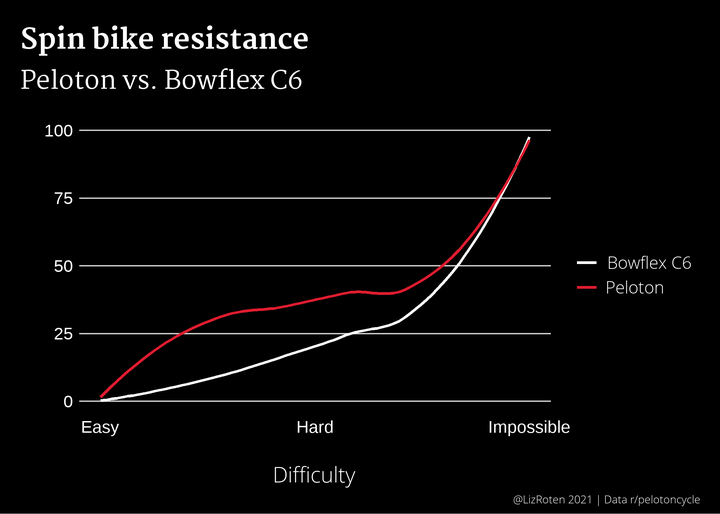 Spin bike resistance
Peloton vs. Bowflex C6
100
75
50
25
0
Easy Hard Impossible
Difficulty
Bowflex C6
Peloton
@LizRoten 2021 | Data r/pelotoncycle